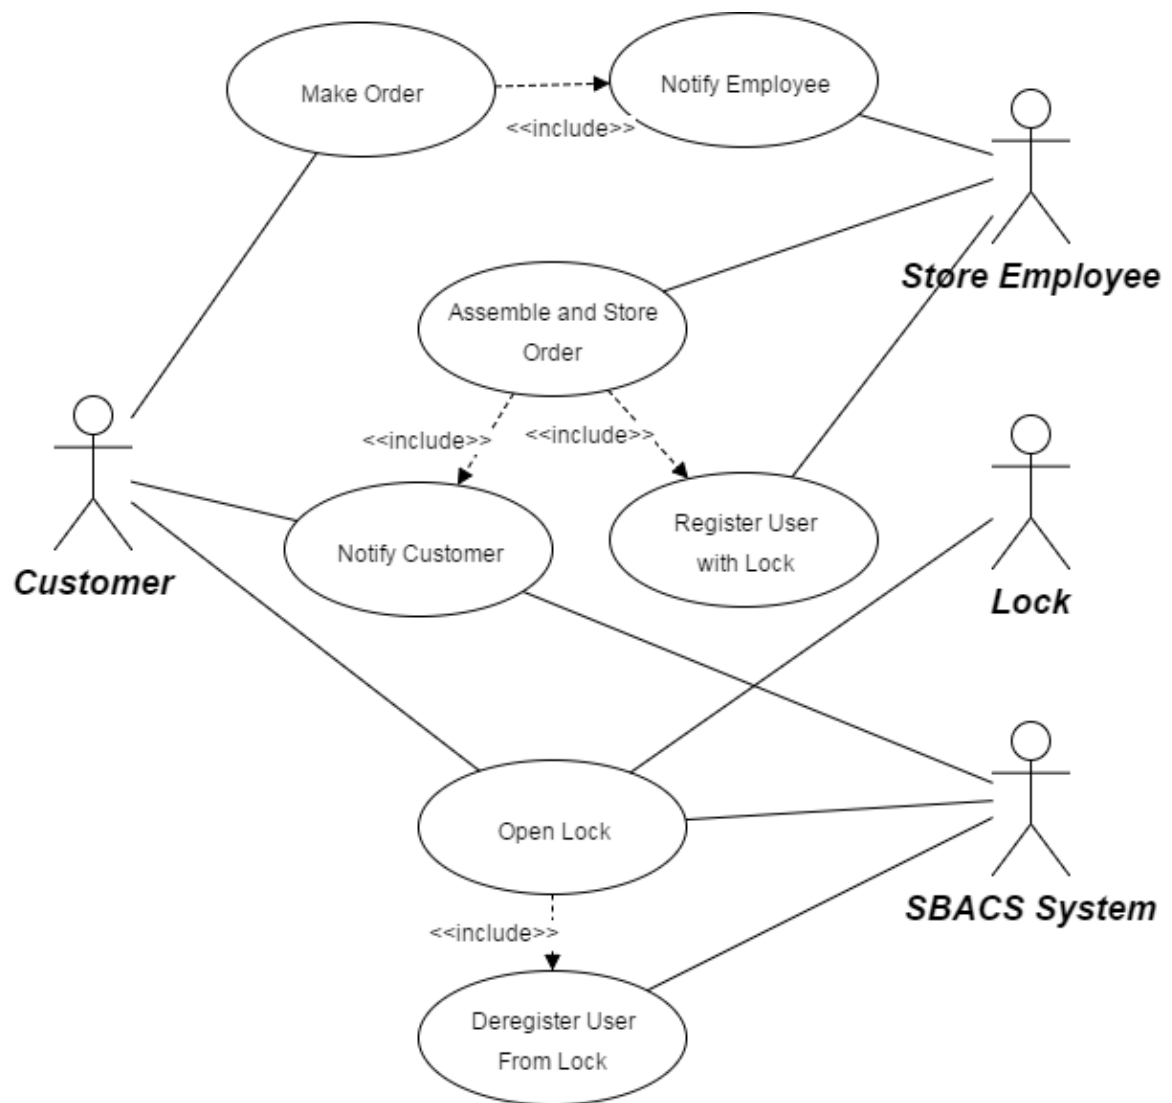 Make Order
Notify Employee
<<include>>
Store Employee
Assemble and Store
Order
<<include>>
<<include>>
Customer
Notify Customer
Register User
with Lock
Lock
Open Lock
SBACS System
<<include>>
Deregister User
From Lock